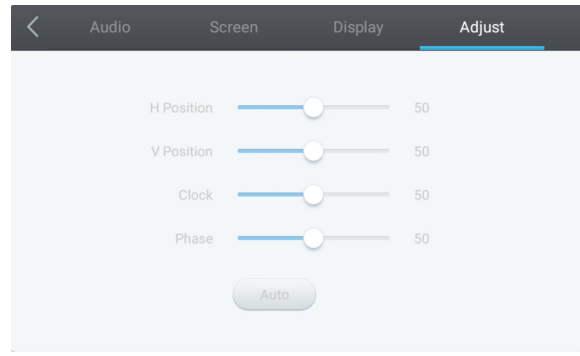 Audio Screen Display Adjust
H Position 50
V Position 50
Clock 50
Phase 50
Auto